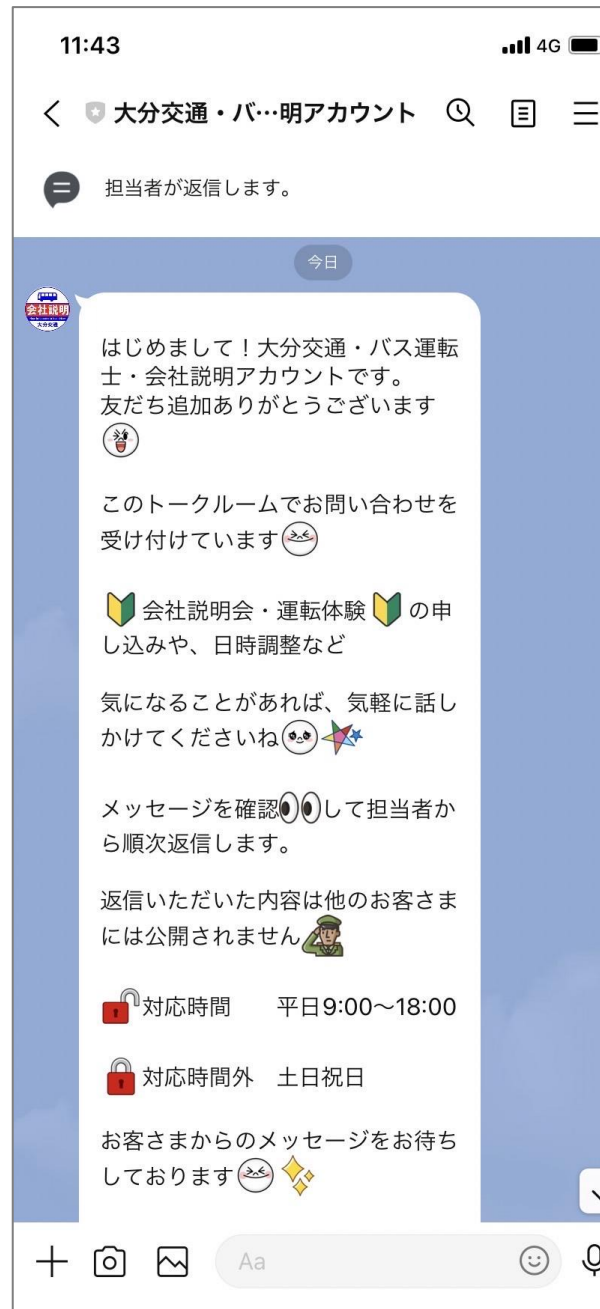 11:43
4G
大分交通・バ…明アカウント
担当者が返信します。
今日
会社説明
大分交通
はじめまして！大分交通・バス運転
士・会社説明アカウントです。
友だち追加ありがとうございます
このトークルームでお問い合わせを
受け付けています
会社説明会・運転体験の申
し込みや、日時調整など
気になることがあれば、気軽に話し
かけてくださいね
メッセージを確認👀して担当者か
ら順次返信します。
返信いただいた内容は他のお客さま
には公開されません
対応時間　平日9:00〜18:00
対応時間外　土日祝日
お客さまからのメッセージをお待ち
しております
Aa